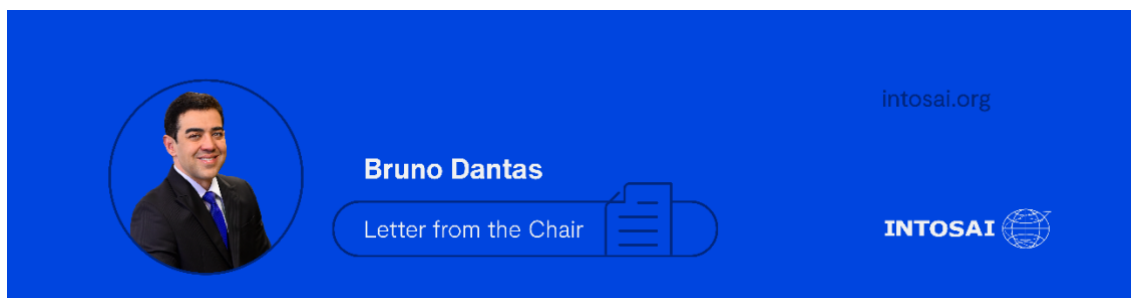 intosai.org
Bruno Dantas
Letter from the Chair
INTOSAI